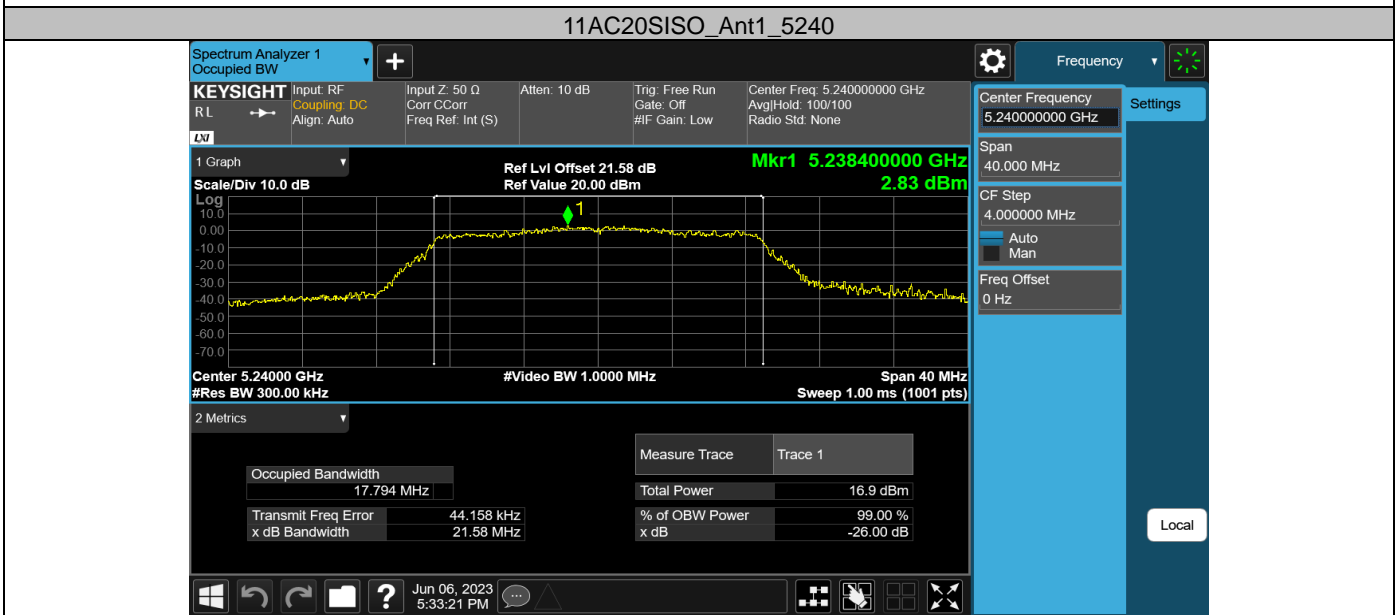 11AC20SISO_Ant1_5240
Spectrum Analyzer 1
Occupied BW
+
Frequency
KEYSIGHT
R L
LXI
Input: RF
Coupling: DC
Align: Auto
Input Z: 50 Ω
Corr CCorr
Freq Ref: Int (S)
Atten: 10 dB
Trig: Free Run
Gate: Off
#IF Gain: Low
Center Freq: 5.240000000 GHz
Avg|Hold: 100/100
Radio Std: None
Center Frequency
5.240000000 GHz
Settings
Span
40.000 MHz
CF Step
4.000000 MHz
Auto
Man
Freq Offset
0 Hz
1 Graph
Scale/Div 10.0 dB
Ref Lvl Offset 21.58 dB
Ref Value 20.00 dBm
Mkr1 5.238400000 GHz
2.83 dBm
Log
10.0
0.00
-10.0
-20.0
-30.0
-40.0
-50.0
-60.0
-70.0
1
Center 5.24000 GHz
#Res BW 300.00 kHz
#Video BW 1.0000 MHz
Span 40 MHz
Sweep 1.00 ms (1001 pts)
2 Metrics
Measure Trace Trace 1
Occupied Bandwidth
17.794 MHz
Total Power 16.9 dBm
Transmit Freq Error 44.158 kHz
% of OBW Power 99.00 %
x dB Bandwidth 21.58 MHz
x dB -26.00 dB
Local
?
Jun 06, 2023
5:33:21 PM